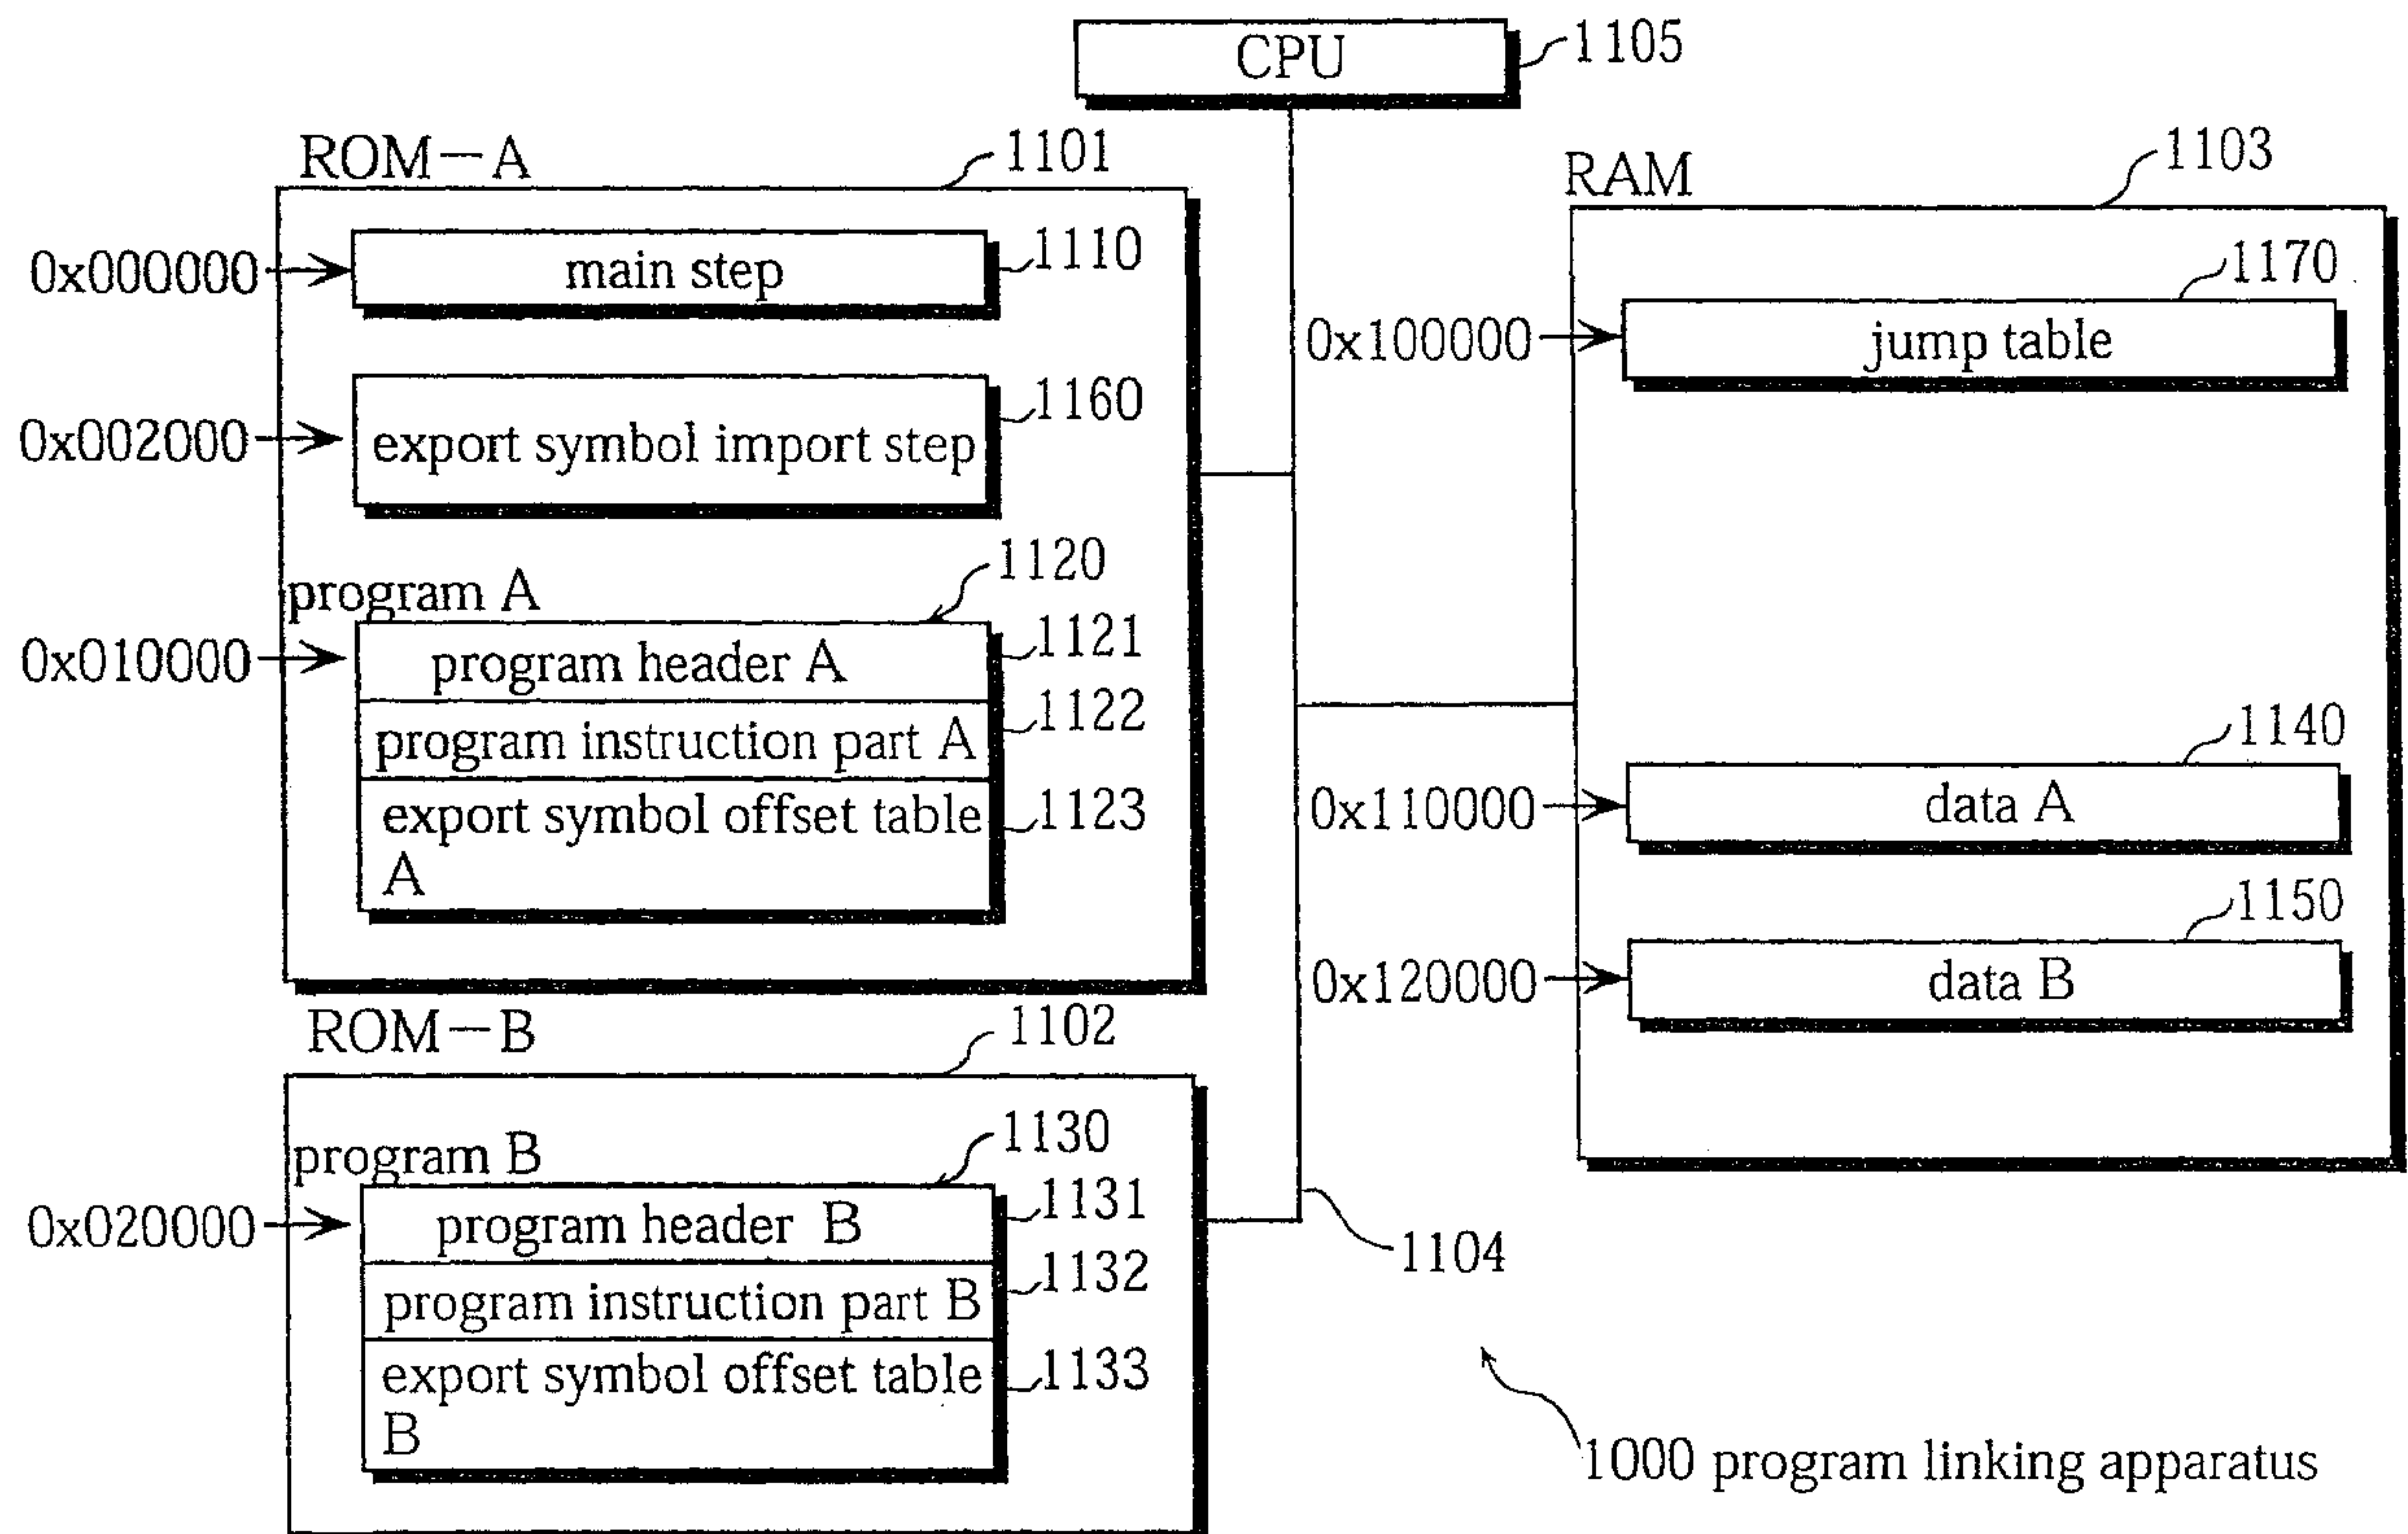 CPU
1105
ROM-A
1101
0x000000
main step
1110
0x002000
export symbol import step
1160
program A
1120
0x010000
program header A
1121
program instruction part A
1122
export symbol offset table
A
1123
ROM-B
1102
program B
1130
0x020000
program header B
1131
program instruction part B
1132
export symbol offset table
B
1133
RAM
1103
0x100000
jump table
1170
0x110000
data A
1140
0x120000
data B
1150
1104
1000 program linking apparatus